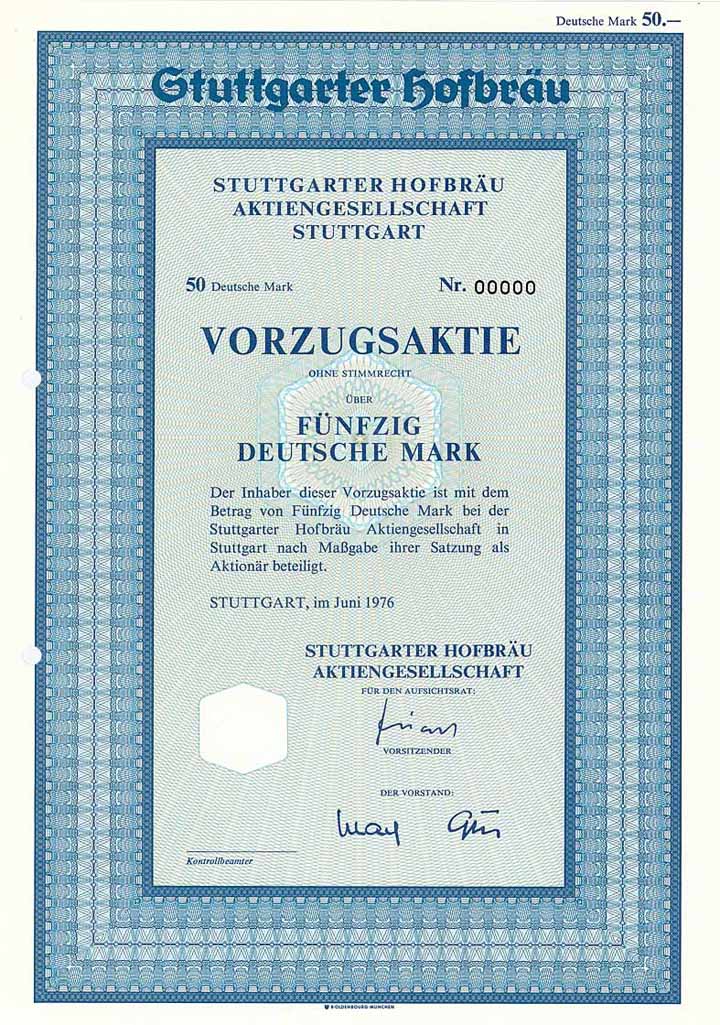 Deutsche Mark 50.—
Stuttgarter Hofbräu
STUTTGARTER HOFBRÄU
AKTIENGESELLSCHAFT
STUTTGART
50 Deutsche Mark Nr. 00000
VORZUGSAKTIE
OHNE STIMMRECHT
ÜBER
FÜNFZIG
DEUTSCHE MARK
Der Inhaber dieser Vorzugsaktie ist mit dem
Betrag von Fünfzig Deutsche Mark bei der
Stuttgarter Hofbräu Aktiengesellschaft in
Stuttgart nach Maßgabe ihrer Satzung als
Aktionär beteiligt.
STUTTGART, im Juni 1976
STUTTGARTER HOFBRÄU
AKTIENGESELLSCHAFT
FÜR DEN AUFSICHTSRAT:
VORSITZENDER
DER VORSTAND:
Kontrollbeamter
R. OLDENBOURG MÜNCHEN